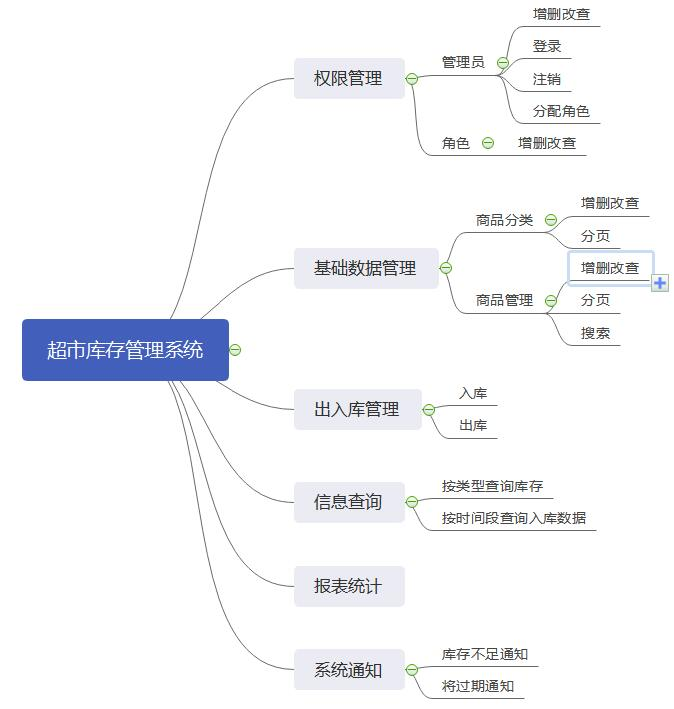 超市库存管理系统
权限管理
管理员
增删改查
登录
注销
分配角色
角色
增删改查
基础数据管理
商品分类
增删改查
分页
商品管理
增删改查
分页
搜索
出入库管理
入库
出库
信息查询
按类型查询库存
按时间段查询入库数据
报表统计
系统通知
库存不足通知
将过期通知